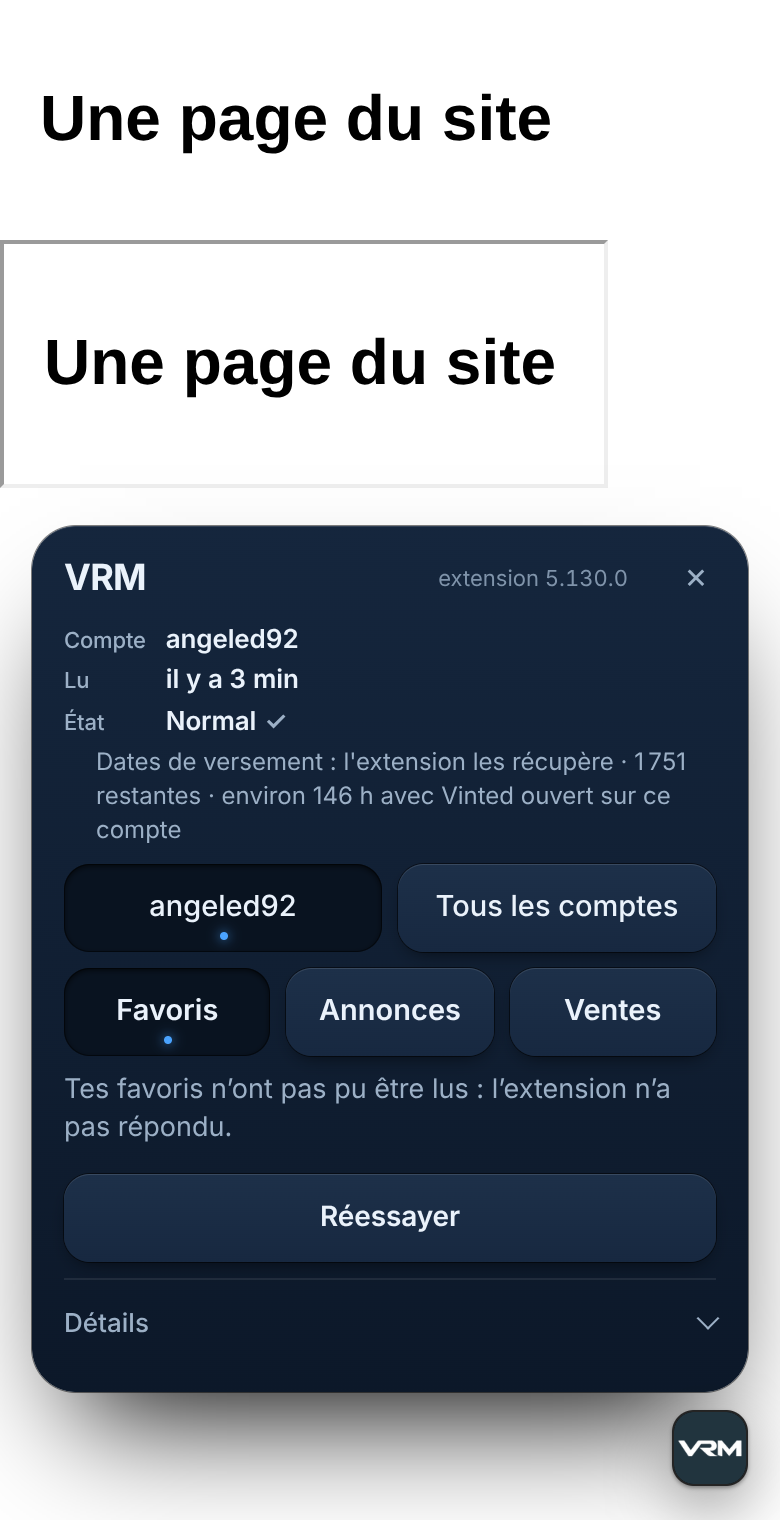 Une page du site
Une page du site
VRM
extension 5.130.0
Compte angeled92
Lu il y a 3 min
État Normal
Dates de versement : l'extension les récupère · 1 751
restantes · environ 146 h avec Vinted ouvert sur ce
compte
angeled92
Tous les comptes
Favoris
Annonces
Ventes
Tes favoris n’ont pas pu être lus : l’extension n’a
pas répondu.
Réessayer
Détails
VRM